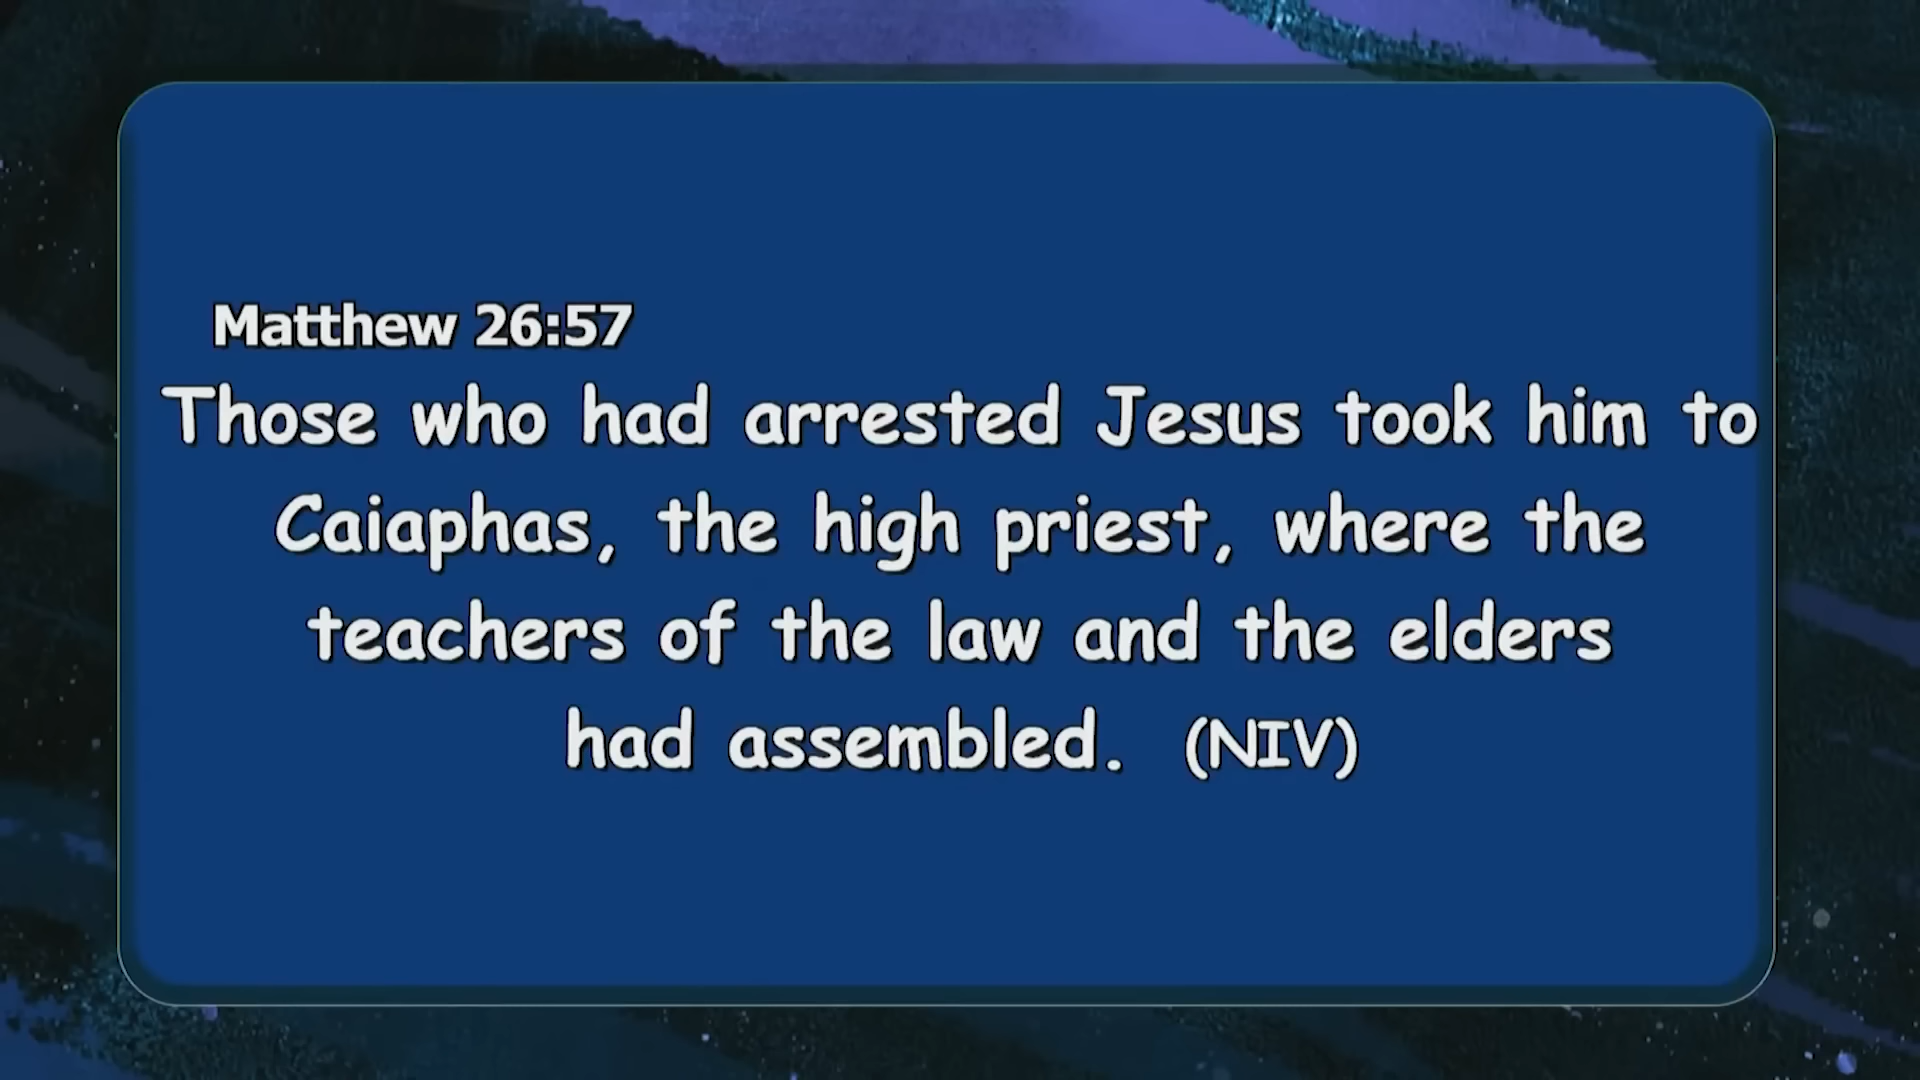 Matthew 26:57
Those who had arrested Jesus took him to
Caiaphas, the high priest, where the
teachers of the law and the elders
had assembled. (NIV)